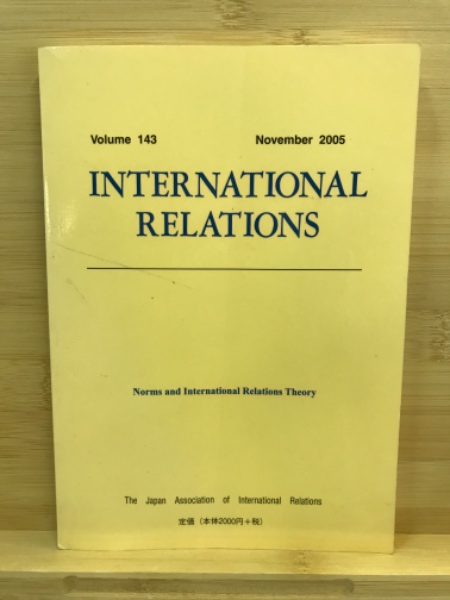 Volume 143 November 2005
INTERNATIONAL
RELATIONS
Norms and International Relations Theory
The Japan Association of International Relations
定価 (本体2000円+税)